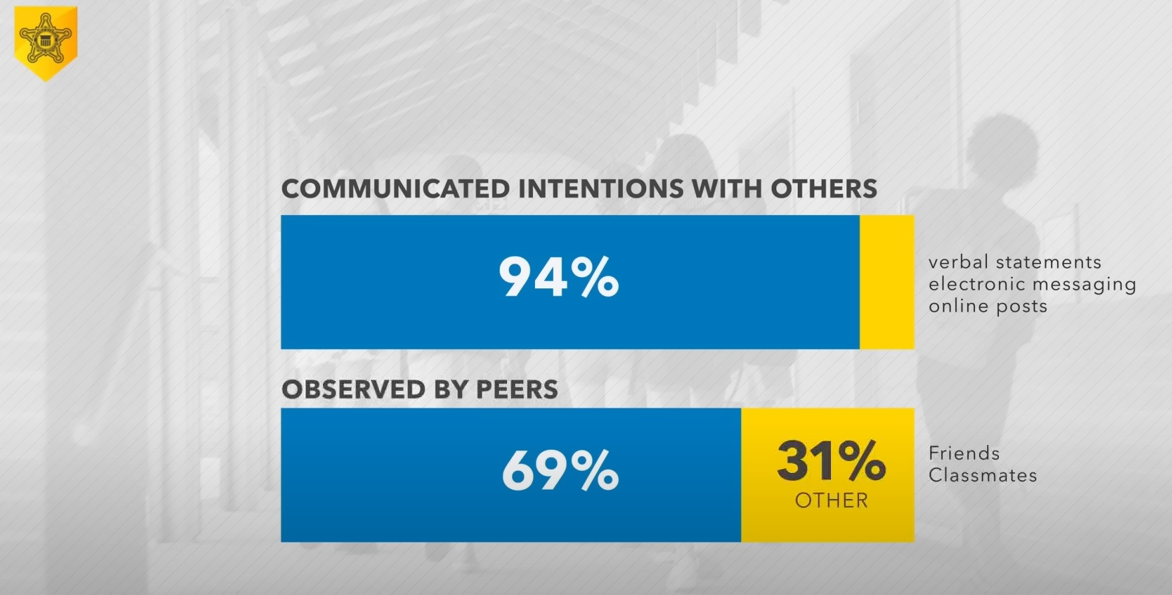 COMMUNICATED INTENTIONS WITH OTHERS
94%
verbal statements
electronic messaging
online posts
OBSERVED BY PEERS
69%
31%
OTHER
Friends
Classmates